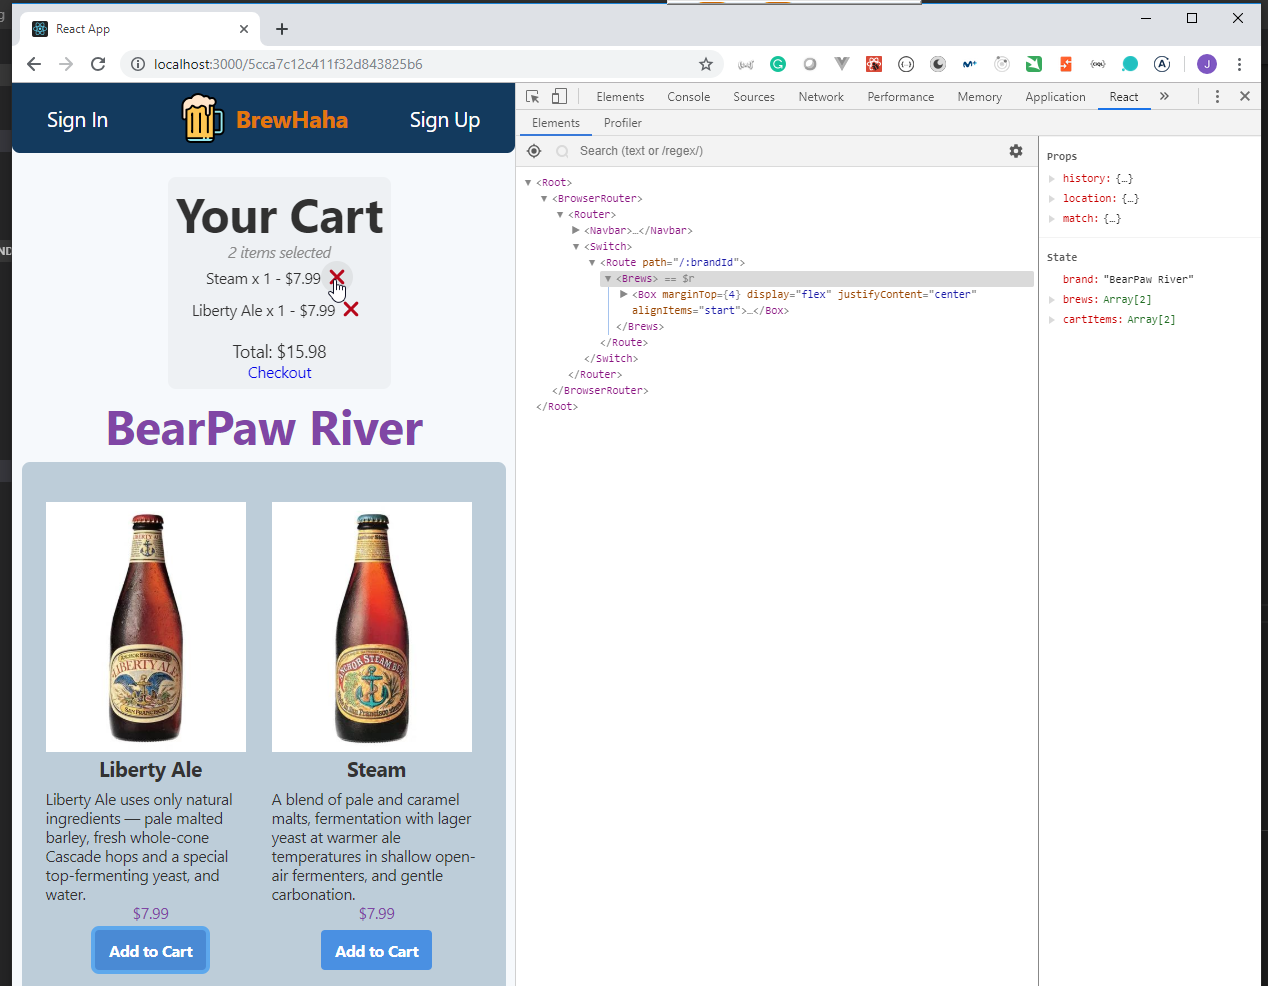 React App
localhost:3000/5cca7c12c411f32d843825b6
J
Sign In
BrewHaha
Sign Up
Your Cart
2 items selected
Steam x 1 - $7.99
Liberty Ale x 1 - $7.99
Total: $15.98
Checkout
BearPaw River
LIBERTY ALE
SAN FRANCISCO
ANCHOR STEAM BEER
Liberty Ale
Liberty Ale uses only natural
ingredients — pale malted
barley, fresh whole-cone
Cascade hops and a special
top-fermenting yeast, and
water.
$7.99
Add to Cart
Steam
A blend of pale and caramel
malts, fermentation with lager
yeast at warmer ale
temperatures in shallow open-
air fermenters, and gentle
carbonation.
$7.99
Add to Cart
Elements Console Sources Network Performance Memory Application React »
Elements Profiler
Search (text or /regex/)
<Root>
<BrowserRouter>
<Router>
<Navbar>…</Navbar>
<Switch>
<Route path="/:brandId">
<Brews> == $r
<Box marginTop={4} display="flex" justifyContent="center"
alignItems="start">…</Box>
</Brews>
</Route>
</Switch>
</Router>
</BrowserRouter>
</Root>
Props
history: {…}
location: {…}
match: {…}
State
brand: "BearPaw River"
brews: Array[2]
cartItems: Array[2]